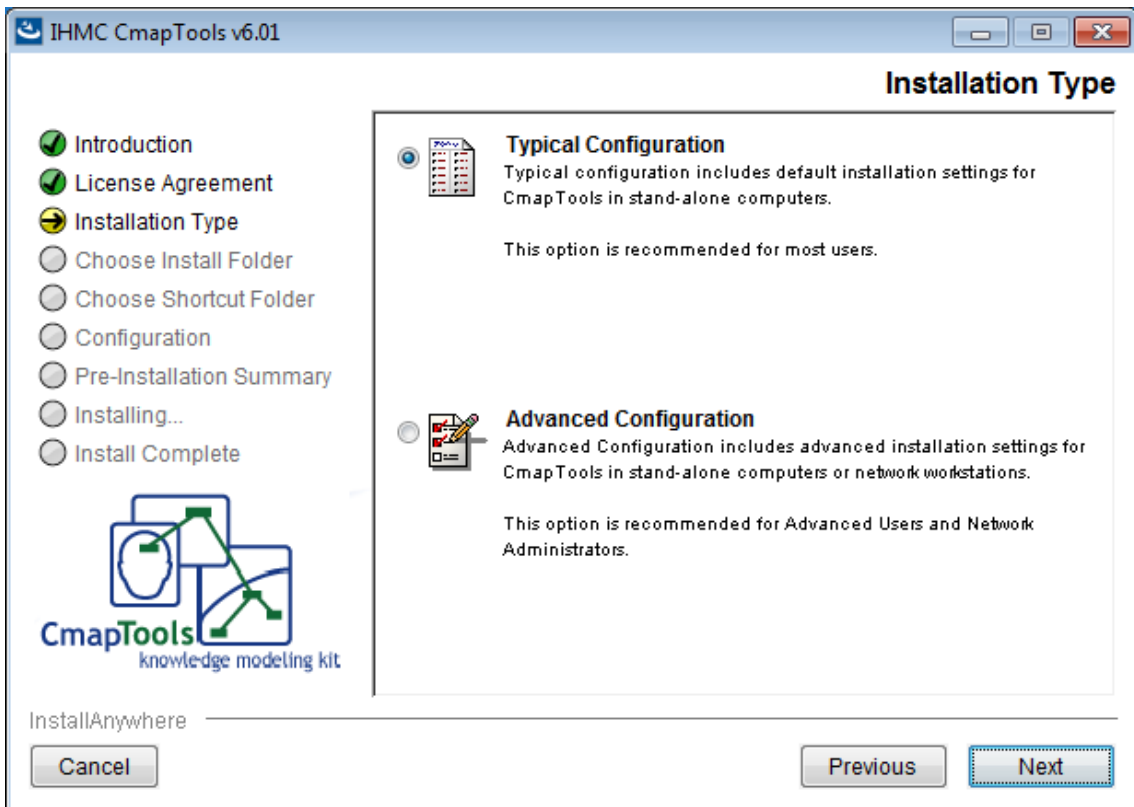 IHMC CmapTools v6.01
Installation Type
Introduction
License Agreement
Installation Type
Choose Install Folder
Choose Shortcut Folder
Configuration
Pre-Installation Summary
Installing...
Install Complete
CmapTools
knowledge modeling kit
Typical Configuration
Typical configuration includes default installation settings for
CmapTools in stand-alone computers.
This option is recommended for most users.
Advanced Configuration
Advanced Configuration includes advanced installation settings for
CmapTools in stand-alone computers or network workstations.
This option is recommended for Advanced Users and Network
Administrators.
InstallAnywhere
Cancel
Previous
Next